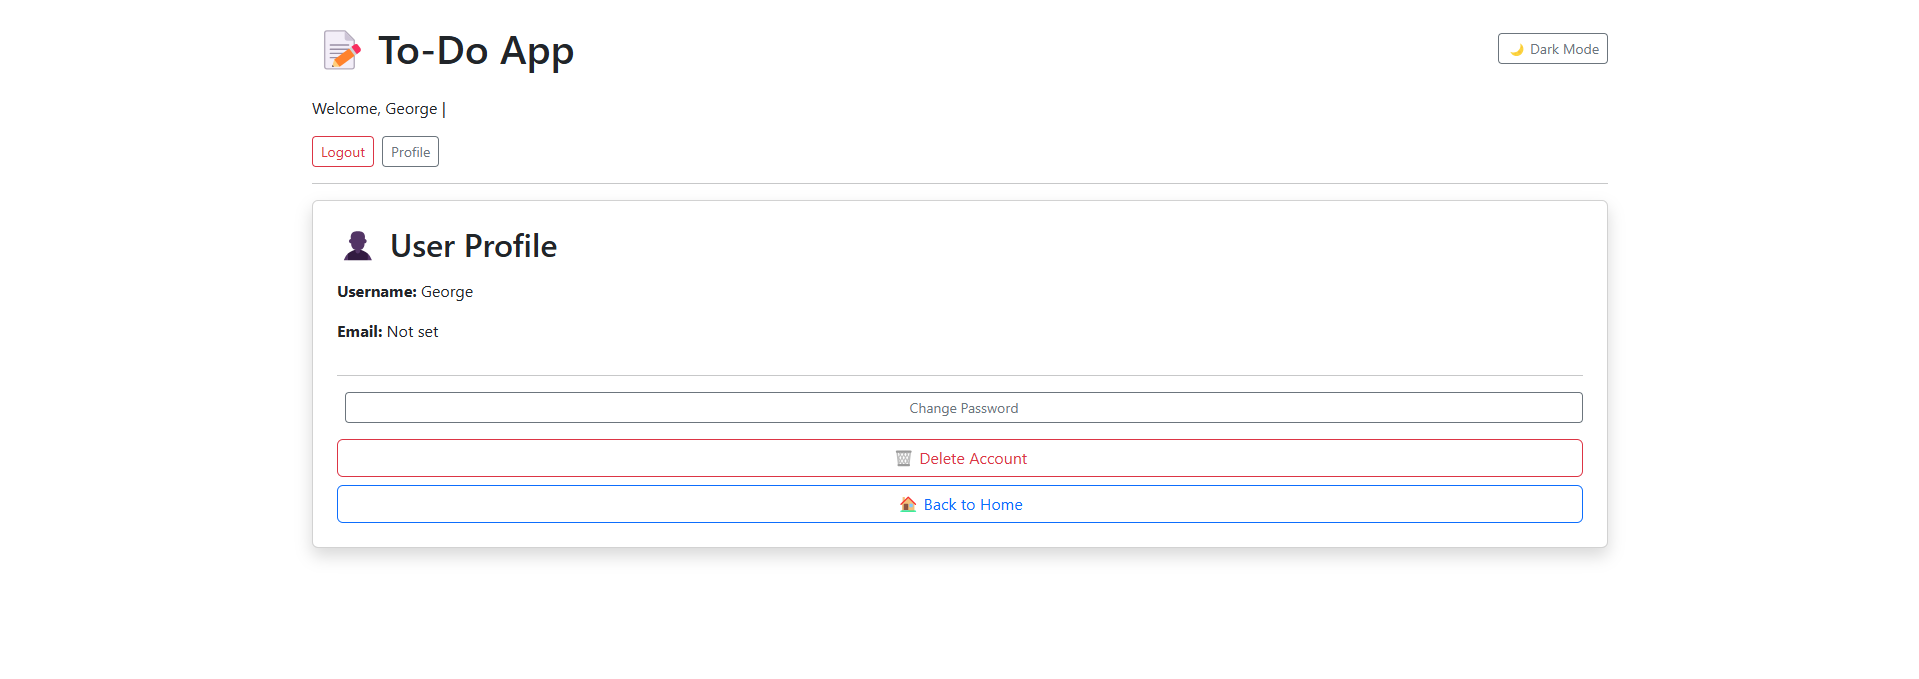 📝 To-Do App
🌙 Dark Mode
Welcome, George |
Logout Profile
👤 User Profile
Username: George
Email: Not set
Change Password
🗑️ Delete Account
🏠 Back to Home